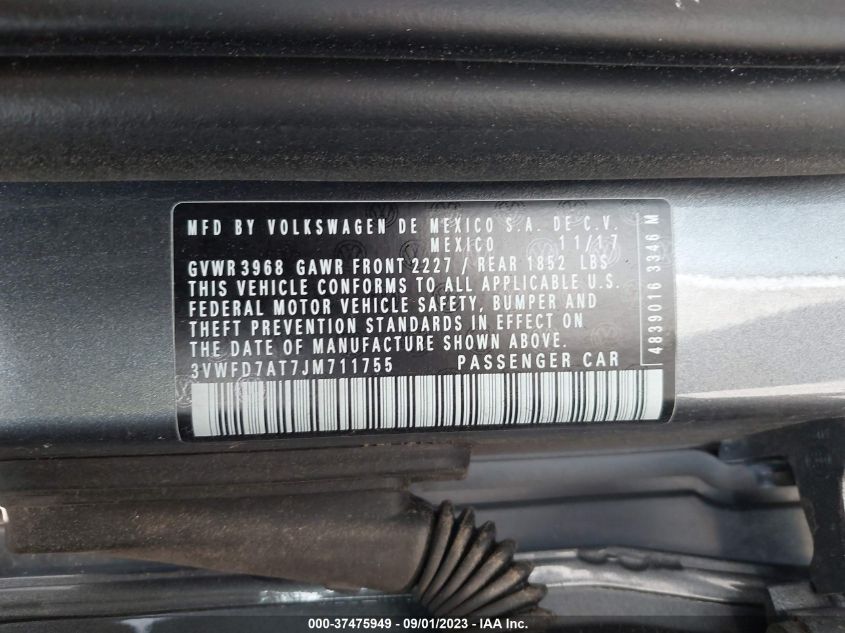 MFD BY VOLKSWAGEN DE MEXICO S.A. DE C.V.
MEXICO 11/17
GVWR 3968 GAWR FRONT 2227 / REAR 1852 LBS
THIS VEHICLE CONFORMS TO ALL APPLICABLE U.S.
FEDERAL MOTOR VEHICLE SAFETY, BUMPER AND
THEFT PREVENTION STANDARDS IN EFFECT ON
THE DATE OF MANUFACTURE SHOWN ABOVE.
3VWFD7AT7JM711755 PASSENGER CAR
4839016 3346 M
000-37475949 - 09/01/2023 - IAA Inc.